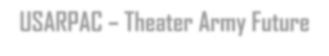 USARPAC – Theater Army Future